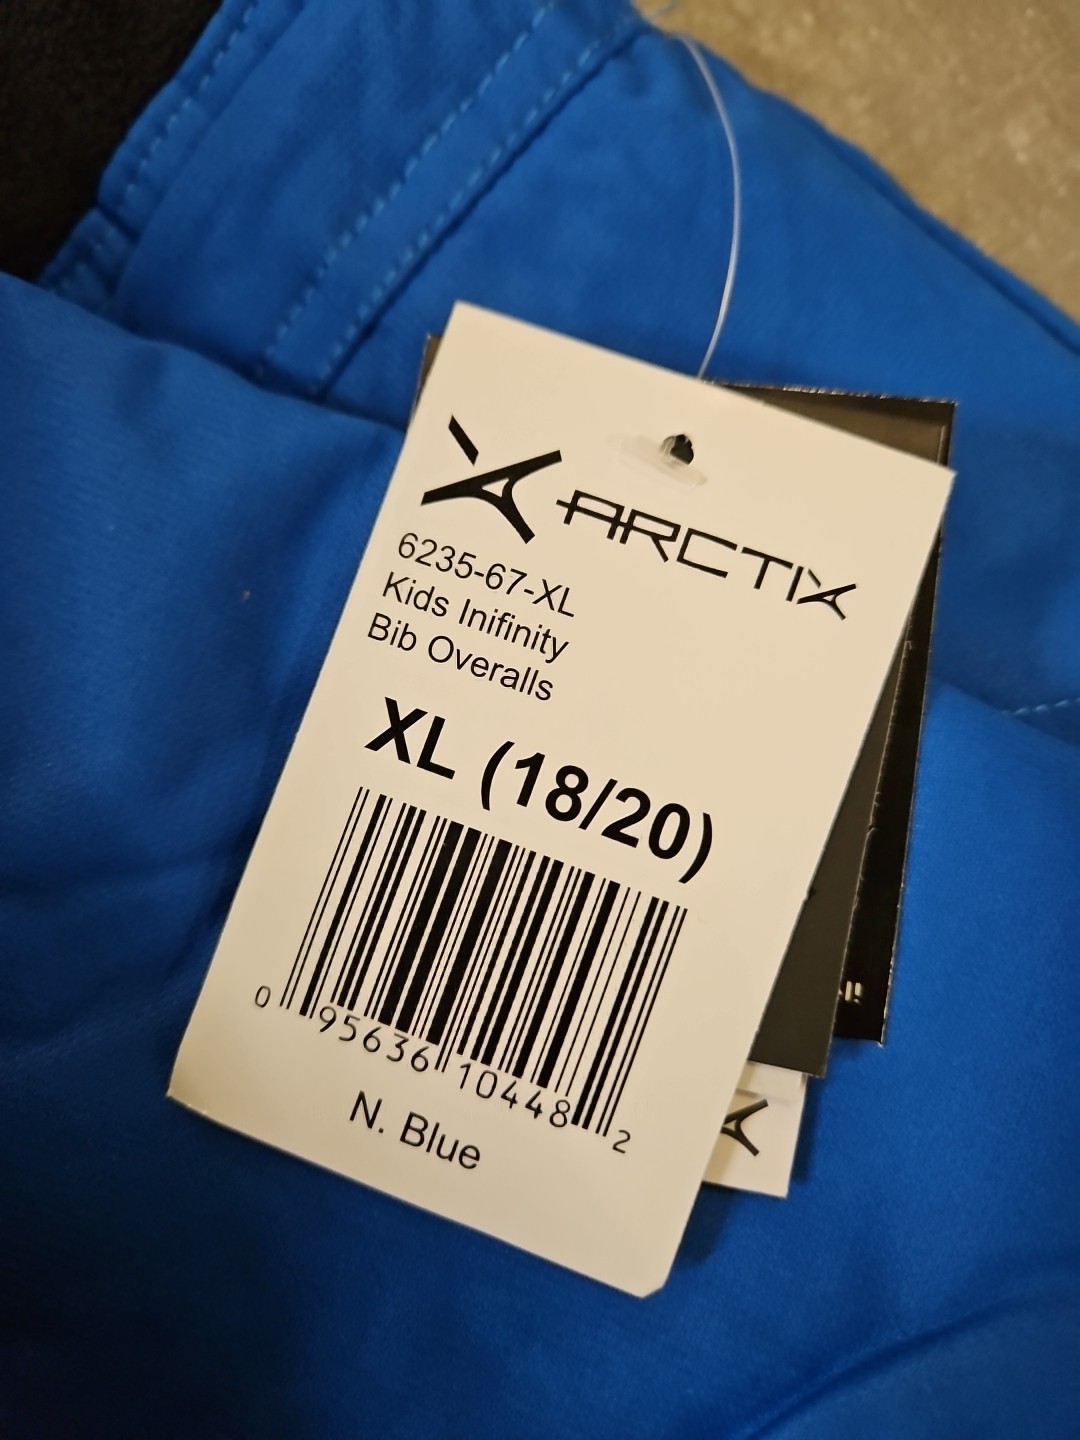 ARCTIX
6235-67-XL
Kids Inifinity
Bib Overalls
XL (18/20)
0 95636 10448 2
N. Blue